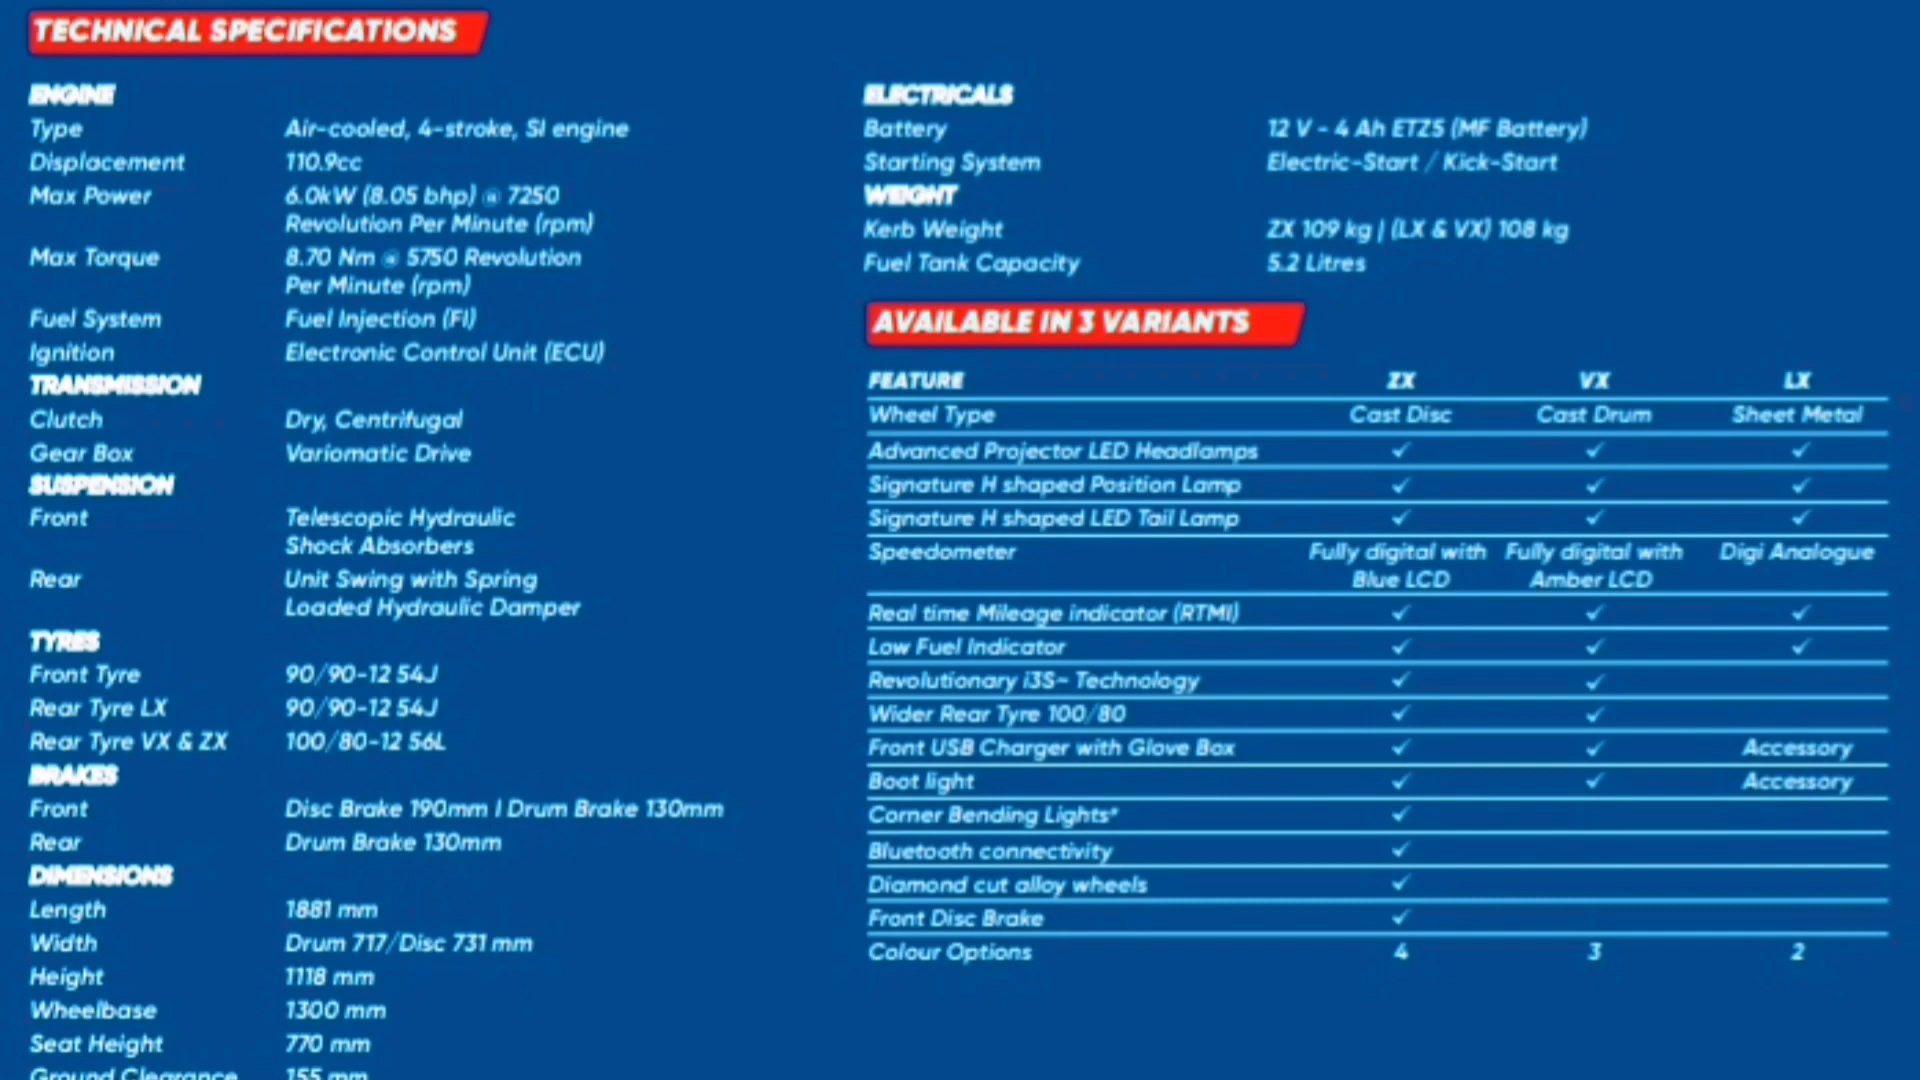 TECHNICAL SPECIFICATIONS
ENGINE
Type Air-cooled, 4-stroke, SI engine
Displacement 110.9cc
Max Power 6.0kW (8.05 bhp) @ 7250
Revolution Per Minute (rpm)
Max Torque 8.70 Nm @ 5750 Revolution
Per Minute (rpm)
Fuel System Fuel Injection (FI)
Ignition Electronic Control Unit (ECU)
TRANSMISSION
Clutch Dry, Centrifugal
Gear Box Variomatic Drive
SUSPENSION
Front Telescopic Hydraulic
Shock Absorbers
Rear Unit Swing with Spring
Loaded Hydraulic Damper
TYRES
Front Tyre 90/90-12 54J
Rear Tyre LX 90/90-12 54J
Rear Tyre VX & ZX 100/80-12 56L
BRAKES
Front Disc Brake 190mm I Drum Brake 130mm
Rear Drum Brake 130mm
DIMENSIONS
Length 1881 mm
Width Drum 717/Disc 731 mm
Height 1118 mm
Wheelbase 1300 mm
Seat Height 770 mm
Ground Clearance 155 mm
ELECTRICALS
Battery 12 V - 4 Ah ETZ5 (MF Battery)
Starting System Electric-Start / Kick-Start
WEIGHT
Kerb Weight ZX 109 kg | (LX & VX) 108 kg
Fuel Tank Capacity 5.2 Litres
AVAILABLE IN 3 VARIANTS
FEATURE ZX VX LX
Wheel Type Cast Disc Cast Drum Sheet Metal
Advanced Projector LED Headlamps ✓ ✓ ✓
Signature H shaped Position Lamp ✓ ✓ ✓
Signature H shaped LED Tail Lamp ✓ ✓ ✓
Speedometer Fully digital with Fully digital with Digi Analogue
Blue LCD Amber LCD
Real time Mileage indicator (RTMI) ✓ ✓ ✓
Low Fuel Indicator ✓ ✓ ✓
Revolutionary i3S~ Technology ✓ ✓
Wider Rear Tyre 100/80 ✓ ✓
Front USB Charger with Glove Box ✓ ✓ Accessory
Boot light ✓ ✓ Accessory
Corner Bending Lights* ✓
Bluetooth connectivity ✓
Diamond cut alloy wheels ✓
Front Disc Brake ✓
Colour Options 4 3 2